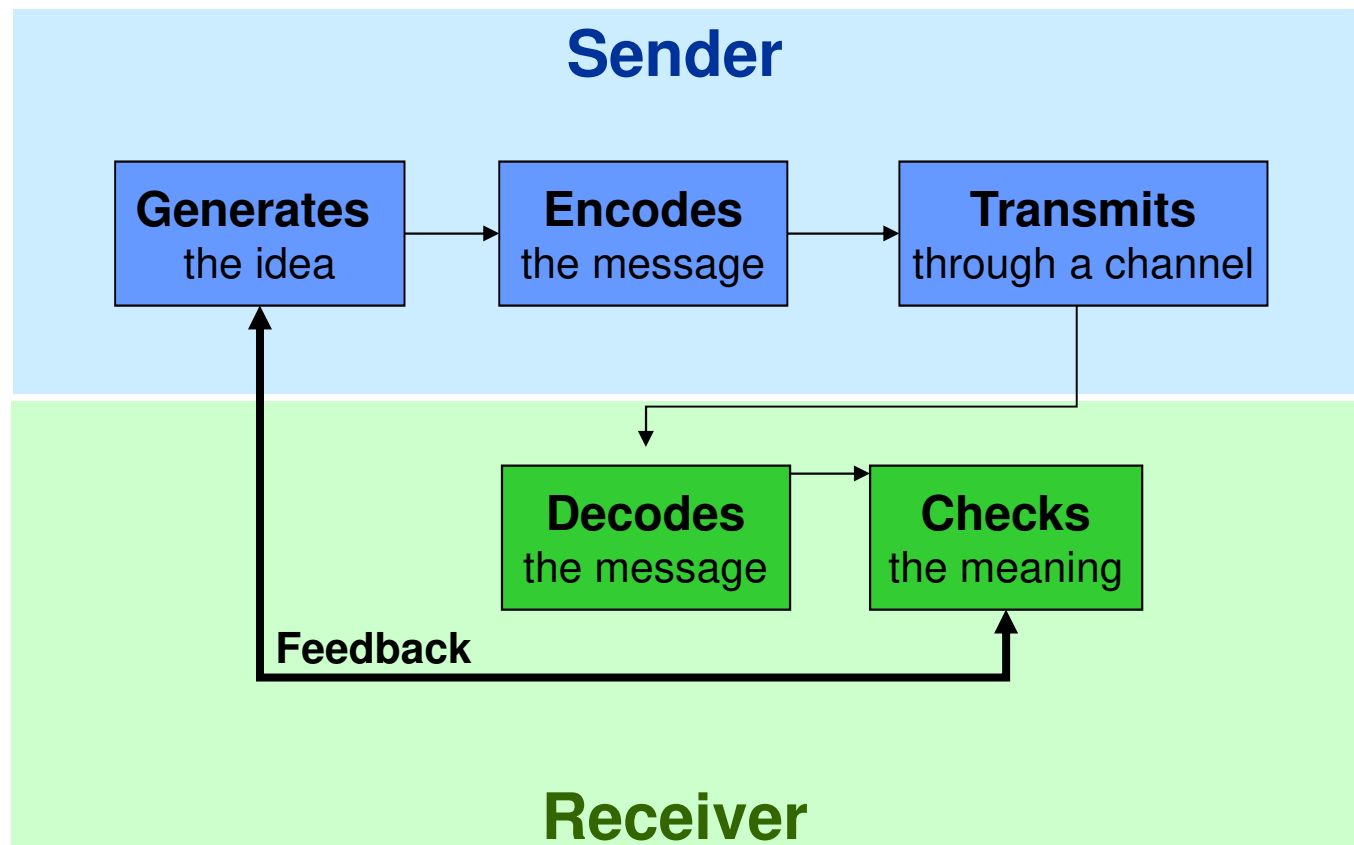 Sender
Generates
the idea
Encodes
the message
Transmits
through a channel
Decodes
the message
Checks
the meaning
Feedback
Receiver